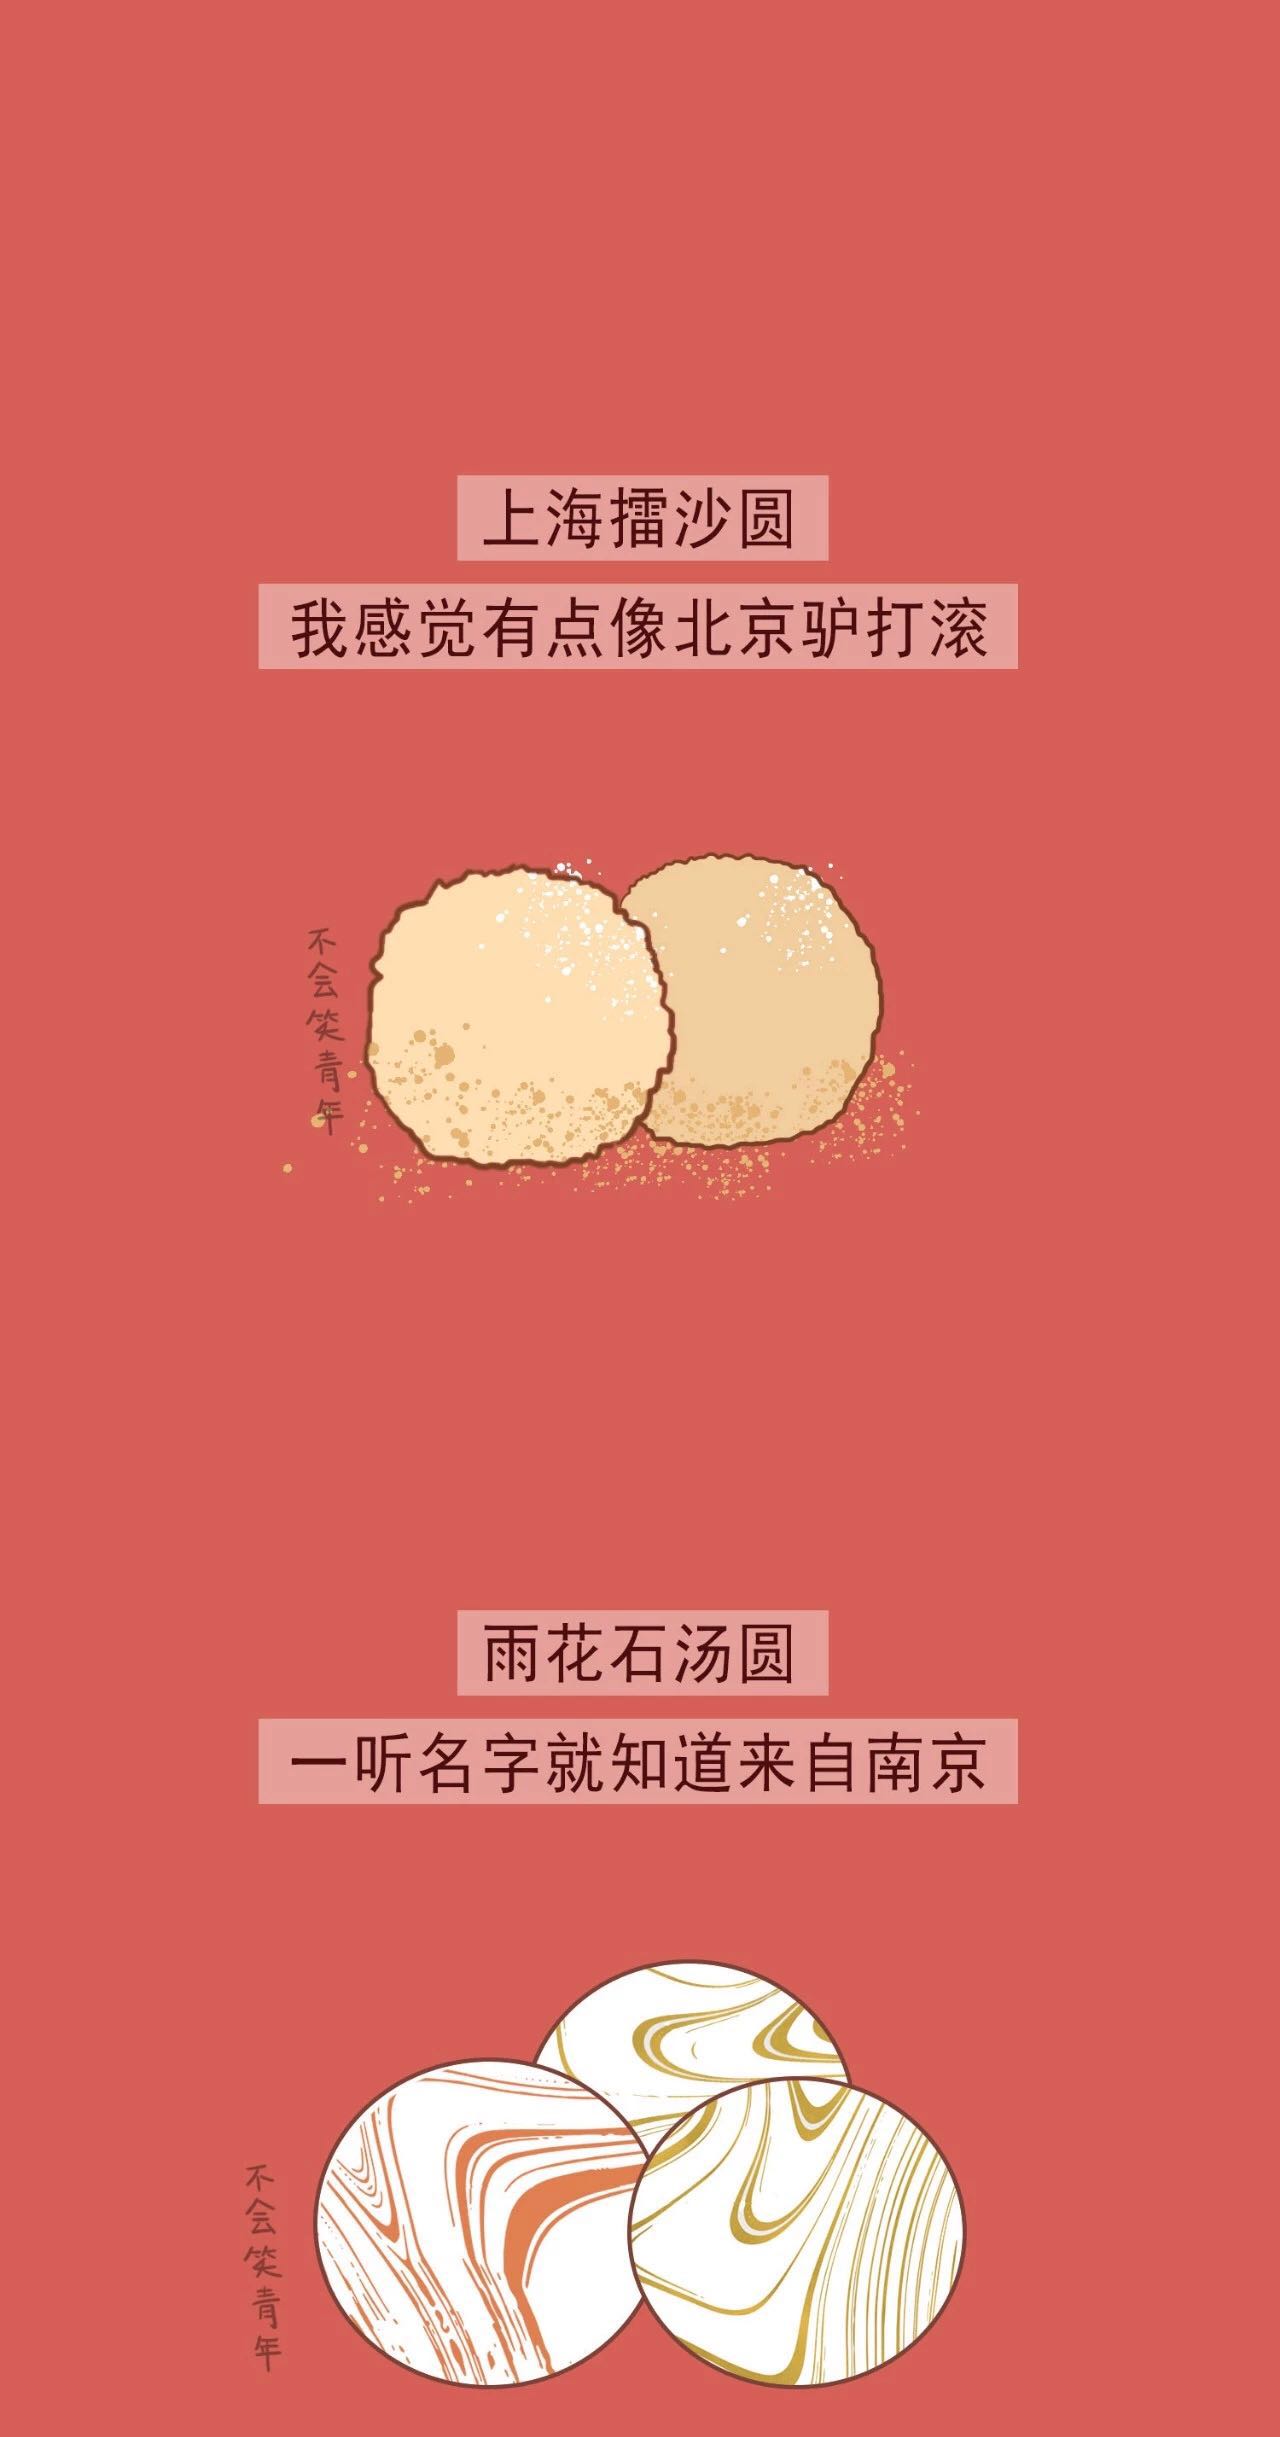 上海擂沙圆
我感觉有点像北京驴打滚
不会笑青年
雨花石汤圆
一听名字就知道来自南京
不会笑青年